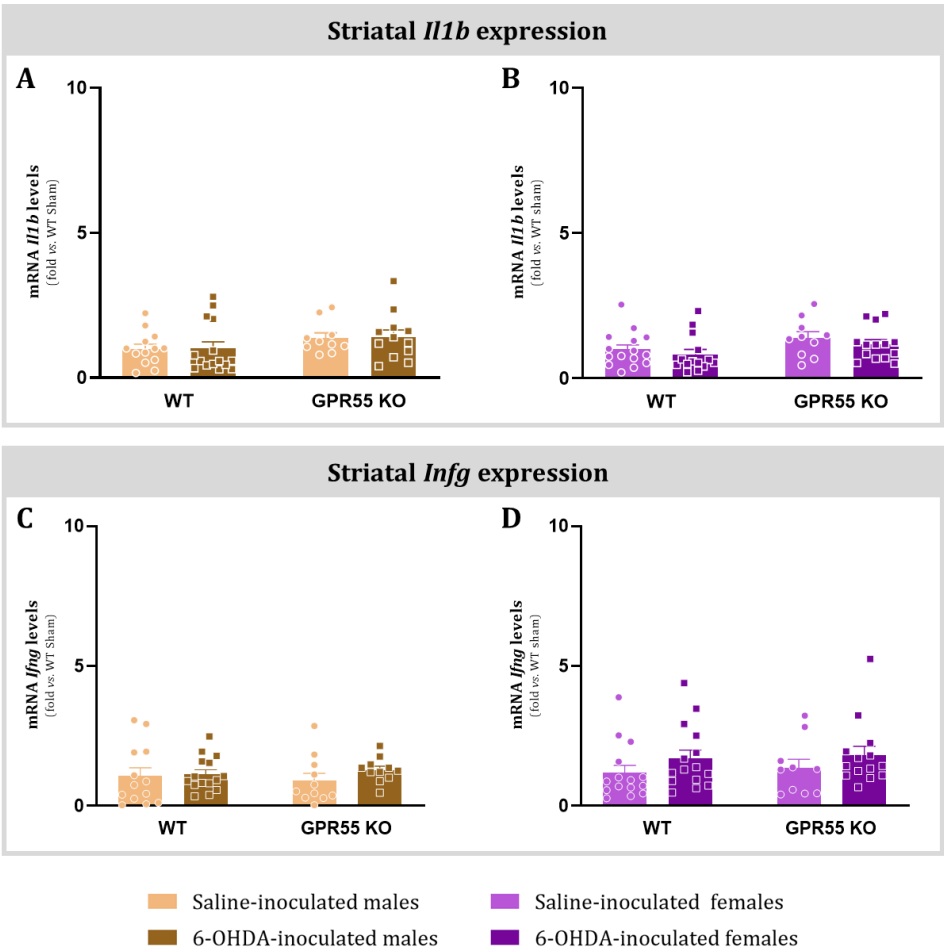 Striatal Il1b expression
A
B
mRNA Il1b levels
(fold vs. WT Sham)
10
5
0
WT
GPR55 KO
mRNA Il1b levels
(fold vs. WT Sham)
10
5
0
WT
GPR55 KO
Striatal Infg expression
C
D
mRNA Ifng levels
(fold vs. WT Sham)
10
5
0
WT
GPR55 KO
mRNA Ifng levels
(fold vs. WT Sham)
10
5
0
WT
GPR55 KO
Saline-inoculated males
Saline-inoculated females
6-OHDA-inoculated males
6-OHDA-inoculated females